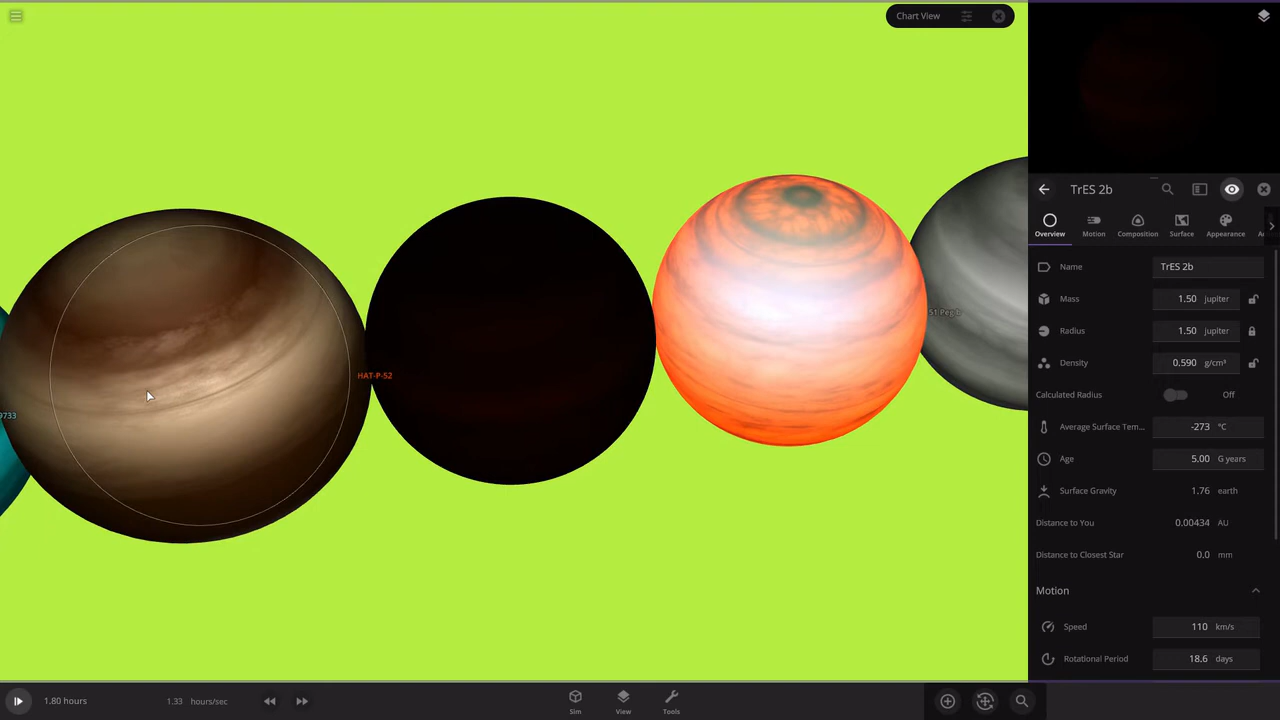 Chart View
TrES 2b
Overview
Motion
Composition
Surface
Appearance
Name TrES 2b
Mass 1.50 jupiter
Radius 1.50 jupiter
Density 0.590 g/cm³
Calculated Radius Off
Average Surface Tem... -273 °C
Age 5.00 G years
Surface Gravity 1.76 earth
Distance to You 0.00434 AU
Distance to Closest Star 0.0 mm
Motion
Speed 110 km/s
Rotational Period 18.6 days
51 Peg b
HAT-P-52
9733
1.80 hours
1.33 hours/sec
Sim
View
Tools